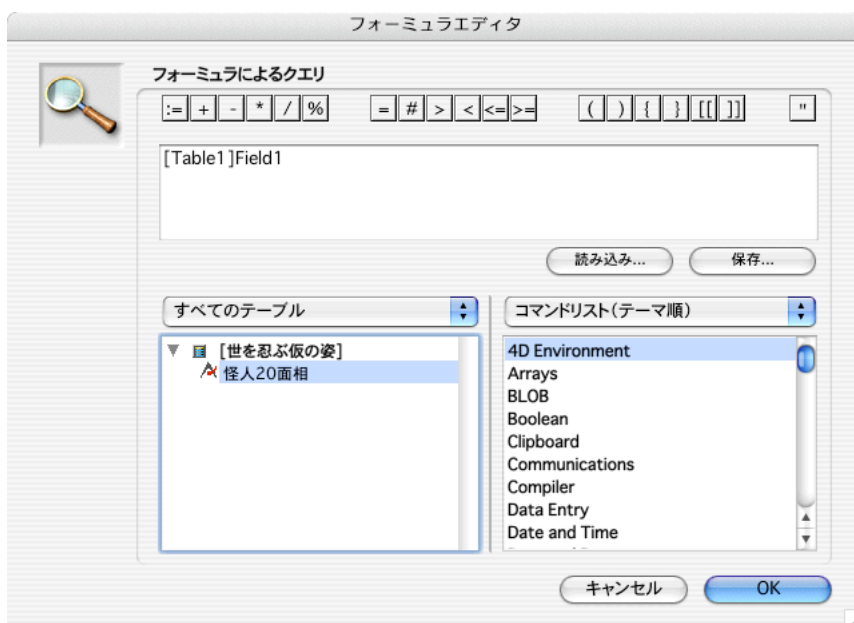 フォーミュラエディタ
フォーミュラによるクエリ
:= + - * / % = # > < <= >= ( ) { } [[ ]] "
[Table1]Field1
読み込み... 保存...
すべてのテーブル コマンドリスト(テーマ順)
[世を忍ぶ仮の姿]
怪人20面相
4D Environment
Arrays
BLOB
Boolean
Clipboard
Communications
Compiler
Data Entry
Date and Time
キャンセル OK